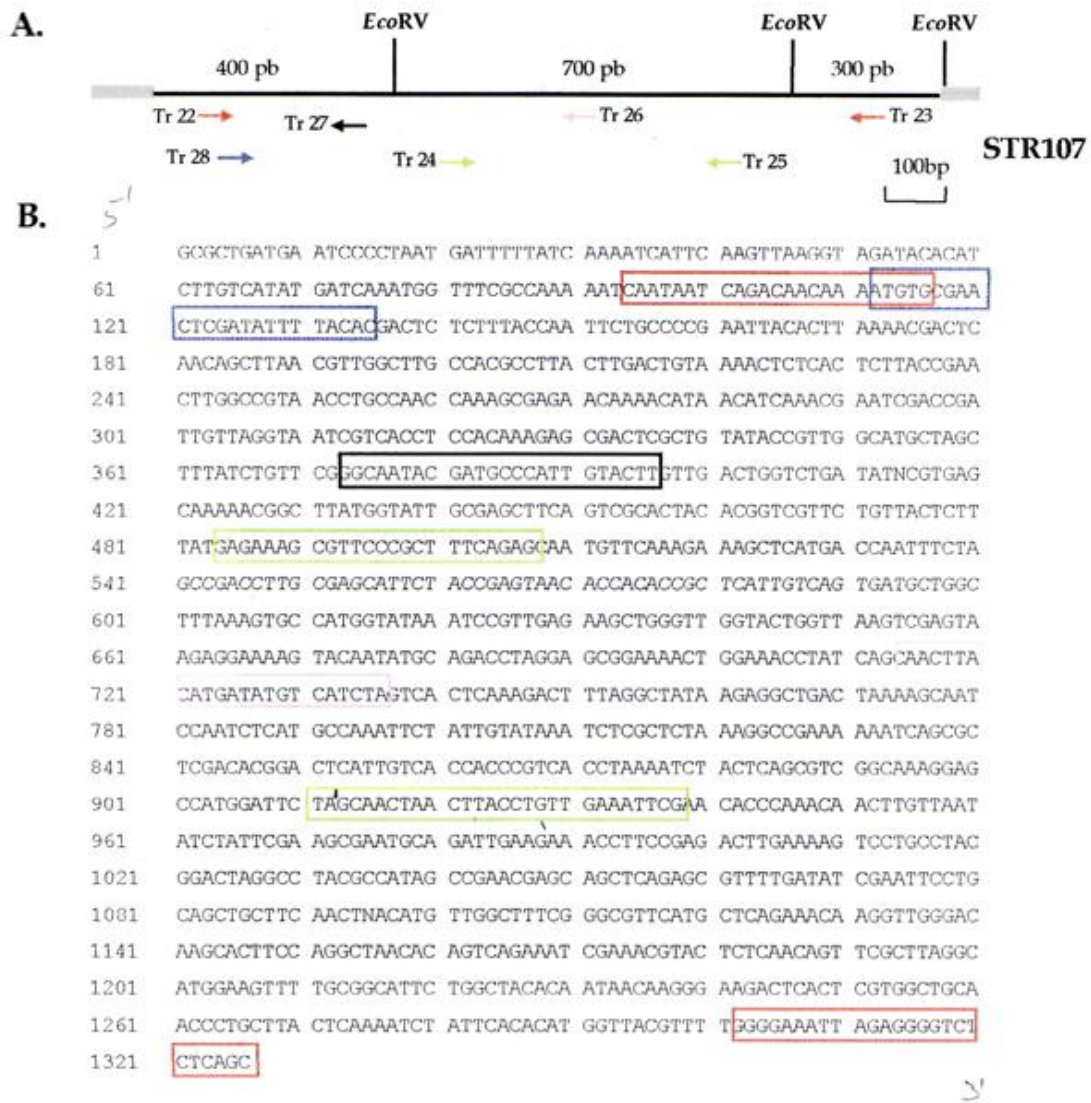 A.
EcoRV EcoRV EcoRV
400 pb 700 pb 300 pb
Tr 22 Tr 27 Tr 26 Tr 23
Tr 28 Tr 24 Tr 25 STR107
100bp
5'
B.
1 GCGCTGATGA ATCCCCTAAT GATTTTTATC AAAATCATTC AAGTTAAGGT AGATACACAT
61 CTTGTCATAT GATCAAATGG TTTCGCCAAA AATCAATAAT CAGACAACAA AATGTGCGAA
121 CTCGATATTT TACACGACTC TCTTTACCAA TTCTGCCCCG AATTACACTT AAAACGACTC
181 AACAGCTTAA CGTTGGCTTG CCACGCCTTA CTTGACTGTA AAACTCTCAC TCTTACCGAA
241 CTTGGCCGTA ACCTGCCAAC CAAAGCGAGA ACAAAACATA ACATCAAACG AATCGACCGA
301 TTGTTAGGTA ATCGTCACCT CCACAAAGAG CGACTCGCTG TATACCGTTG GCATGCTAGC
361 TTTATCTGTT CGGGCAATAC GATGCCCATT GTACTTGTTG ACTGGTCTGA TATNCGTGAG
421 CAAAAACGGC TTATGGTATT GCGAGCTTCA GTCGCACTAC ACGGTCGTTC TGTTACTCTT
481 TATGAGAAAG CGTTCCCGCT TTCAGAGCAA TGTTCAAAGA AAGCTCATGA CCAATTTCTA
541 GCCGACCTTG CGAGCATTCT ACCGAGTAAC ACCACACCGC TCATTGTCAG TGATGCTGGC
601 TTTAAAGTGC CATGGTATAA ATCCGTTGAG AAGCTGGGTT GGTACTGGTT AAGTCGAGTA
661 AGAGGAAAAG TACAATATGC AGACCTAGGA GCGGAAAACT GGAAACCTAT CAGCAACTTA
721 CATGATATGT CATCTAGTCA CTCAAAGACT TTAGGCTATA AGAGGCTGAC TAAAAGCAAT
781 CCAATCTCAT GCCAAATTCT ATTGTATAAA TCTCGCTCTA AAGGCCGAAA AAATCAGCGC
841 TCGACACGGA CTCATTGTCA CCACCCGTCA CCTAAAATCT ACTCAGCGTC GGCAAAGGAG
901 CCATGGATTC TAGCAACTAA CTTACCTGTT GAAATTCGAA CACCCAAACA ACTTGTTAAT
961 ATCTATTCGA AGCGAATGCA GATTGAAGAA ACCTTCCGAG ACTTGAAAAG TCCTGCCTAC
1021 GGACTAGGCC TACGCCATAG CCGAACGAGC AGCTCAGAGC GTTTTGATAT CGAATTCCTG
1081 CAGCTGCTTC AACTNACATG TTGGCTTTCG GGCGTTCATG CTCAGAAACA AGGTTGGGAC
1141 AAGCACTTCC AGGCTAACAC AGTCAGAAAT CGAAACGTAC TCTCAACAGT TCGCTTAGGC
1201 ATGGAAGTTT TGCGGCATTC TGGCTACACA ATAACAAGGG AAGACTCACT CGTGGCTGCA
1261 ACCCTGCTTA CTCAAAATCT ATTCACACAT GGTTACGTTT TGGGGAAATT AGAGGGGTCT
1321 CTCAGC
3'